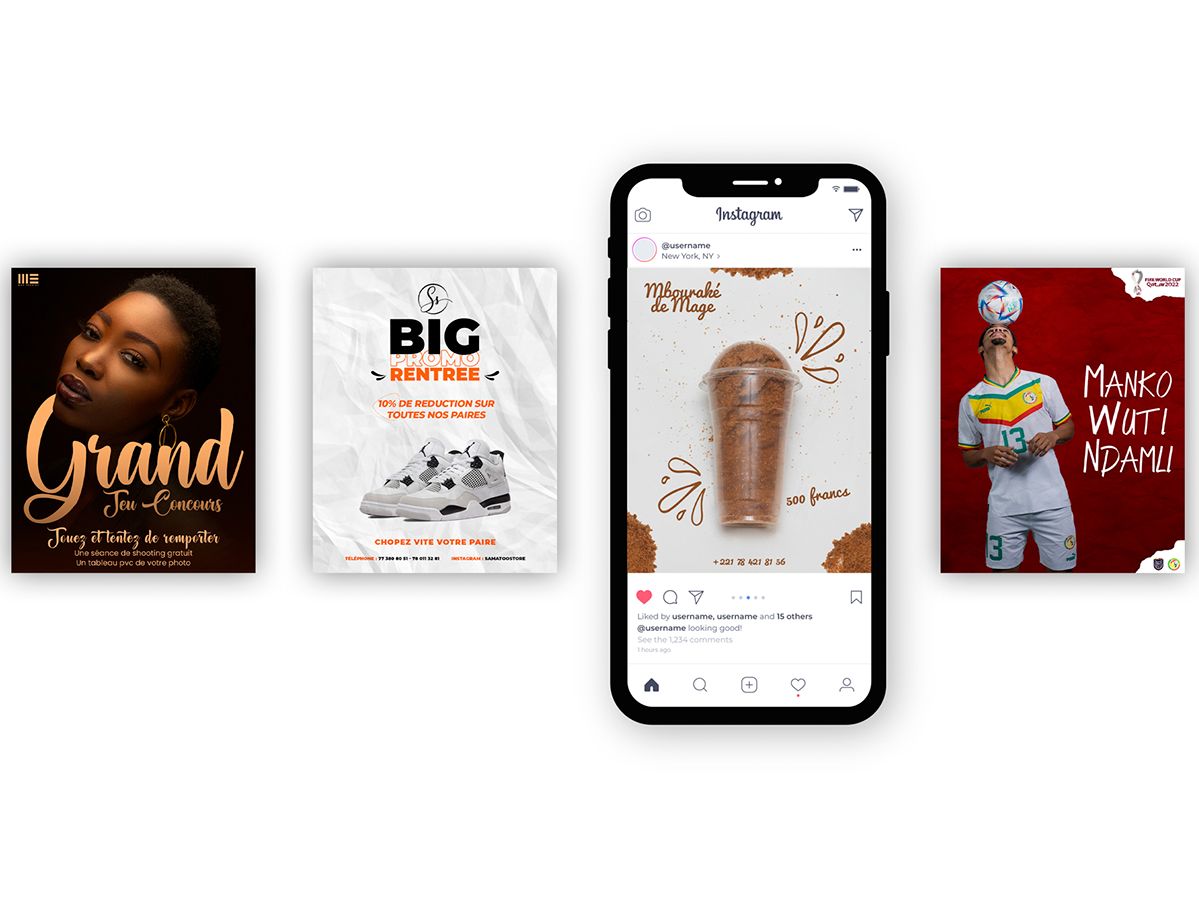 Grand
Jeu Concours
Jouez et tentez de remporter
Une séance de shooting gratuit
Un tableau pvc de votre photo
Ss
BIG
PROMO
RENTREE
10% DE REDUCTION SUR
TOUTES NOS PAIRES
CHOPEZ VITE VOTRE PAIRE
TÉLÉPHONE : 77 380 80 51 - 78 011 32 81 INSTAGRAM : SAMATOOSTORE
Instagram
@username
New York, NY >
Mbouraké
de Mage
500 francs
+221 78 421 81 56
Liked by username, username and 15 others
@username looking good!
See the 1,234 comments
1 hours ago
FIFA WORLD CUP
QATAR2022
MANKO
WUTI
NDAMLI
13
13